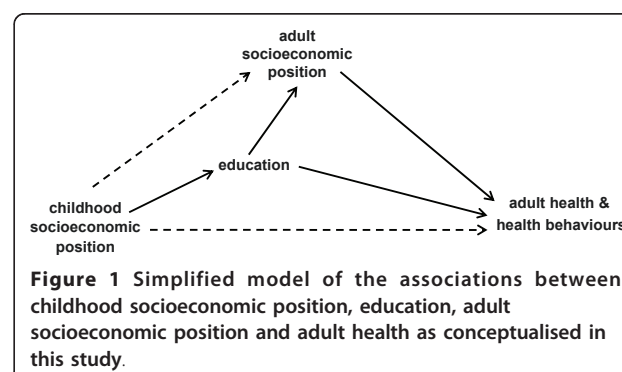 adult
socioeconomic
position
education
childhood
socioeconomic
position
adult health &
health behaviours
Figure 1 Simplified model of the associations between
childhood socioeconomic position, education, adult
socioeconomic position and adult health as conceptualised in
this study.